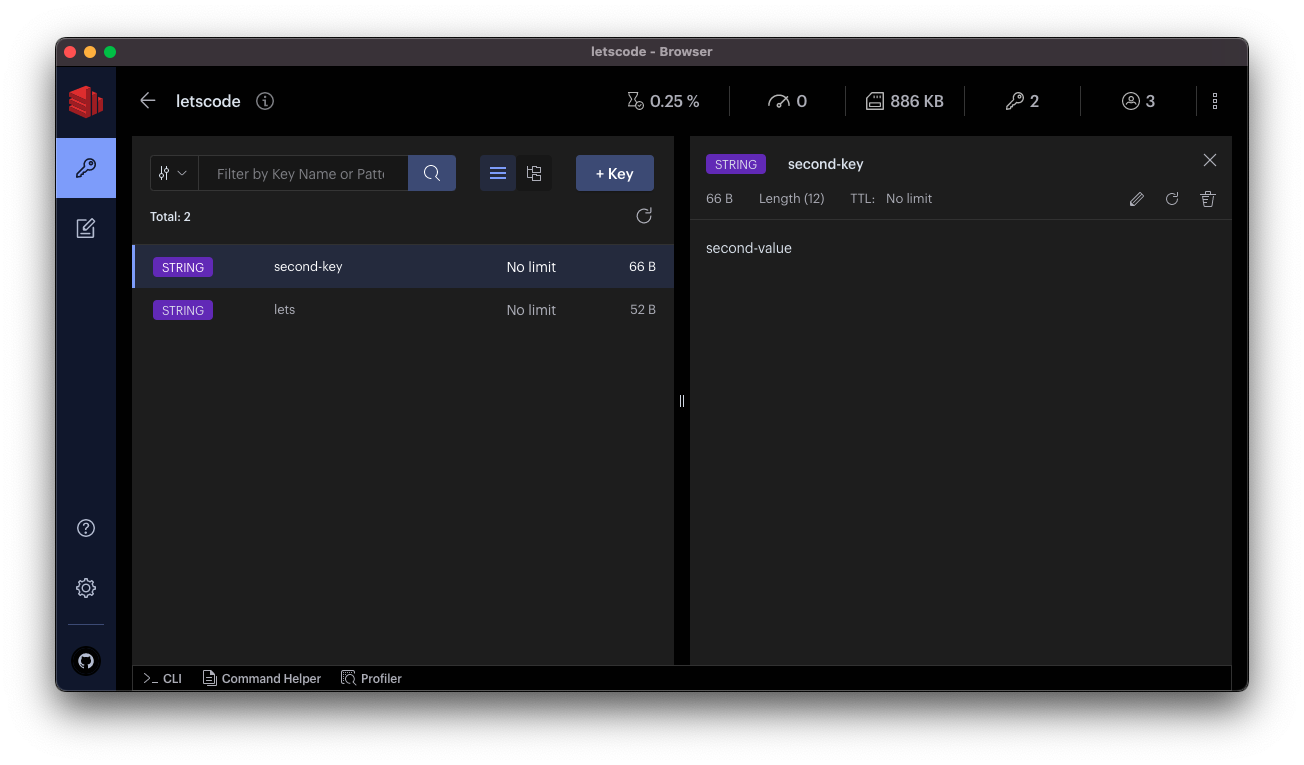 letscode - Browser
letscode
0.25 %
0
886 KB
2
3
Filter by Key Name or Patte
+ Key
Total: 2
STRING second-key No limit 66 B
STRING lets No limit 52 B
STRING second-key
66 B Length (12) TTL: No limit
second-value
>_ CLI Command Helper Profiler